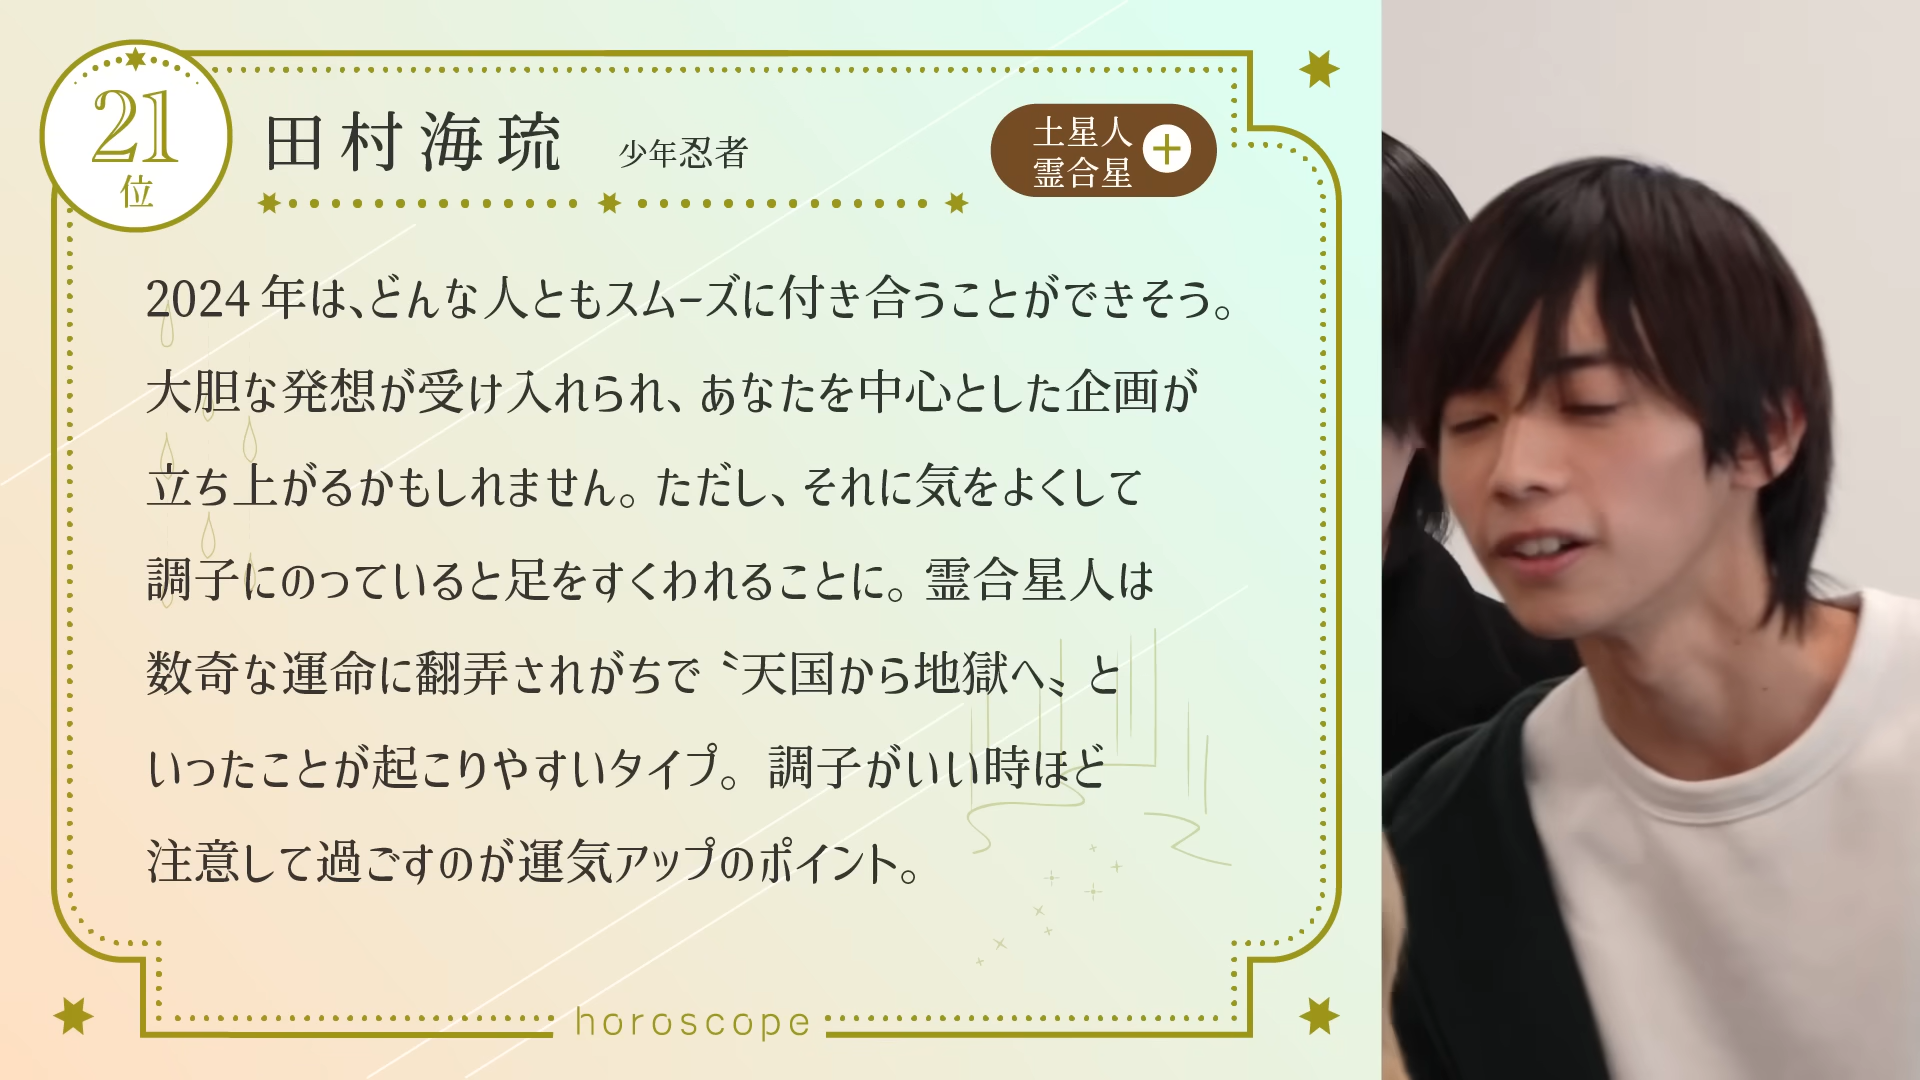 21
位
田村海琉 少年忍者
土星人
霊合星
+
2024年は、どんな人ともスムーズに付き合うことができそう。
大胆な発想が受け入れられ、あなたを中心とした企画が
立ち上がるかもしれません。ただし、それに気をよくして
調子にのっていると足をすくわれることに。霊合星人は
数奇な運命に翻弄されがちで〝天国から地獄へ〟と
いったことが起こりやすいタイプ。調子がいい時ほど
注意して過ごすのが運気アップのポイント。
horoscope